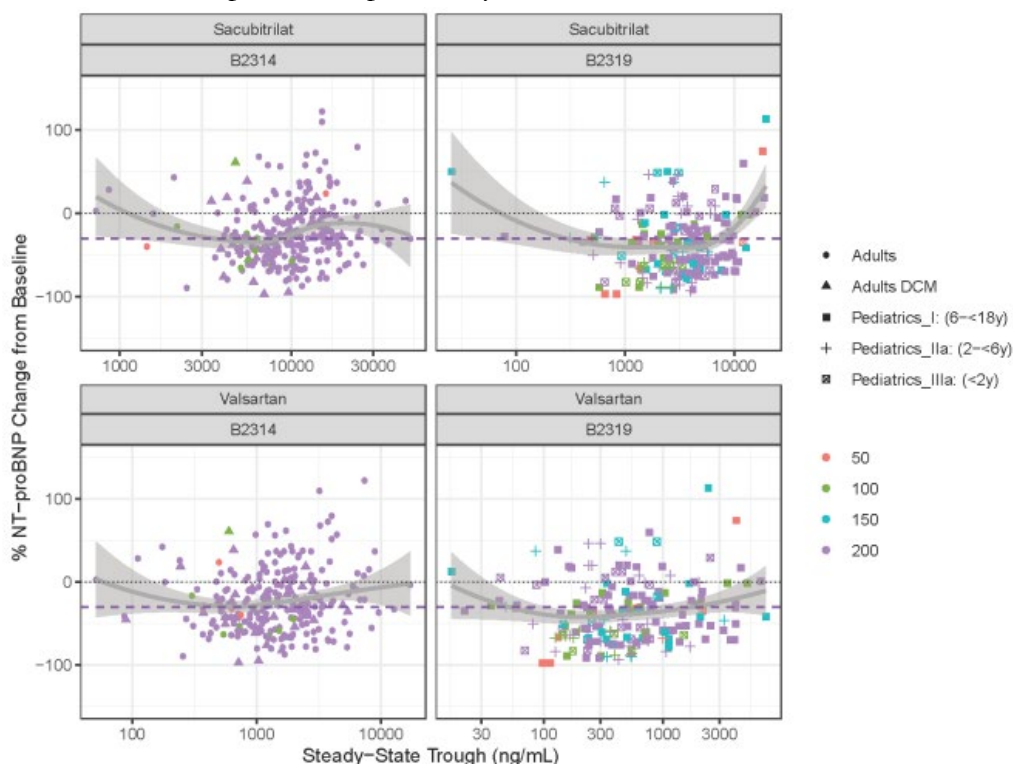 Sacubitrilat
Sacubitrilat
B2314
B2319
100
0
−100
1000
3000
10000
30000
100
1000
10000
Valsartan
Valsartan
B2314
B2319
100
0
−100
100
1000
10000
30
100
300
1000
3000
% NT−proBNP Change from Baseline
Steady−State Trough (ng/mL)
Adults
Adults DCM
Pediatrics_I: (6−<18y)
Pediatrics_IIa: (2−<6y)
Pediatrics_IIIa: (<2y)
50
100
150
200